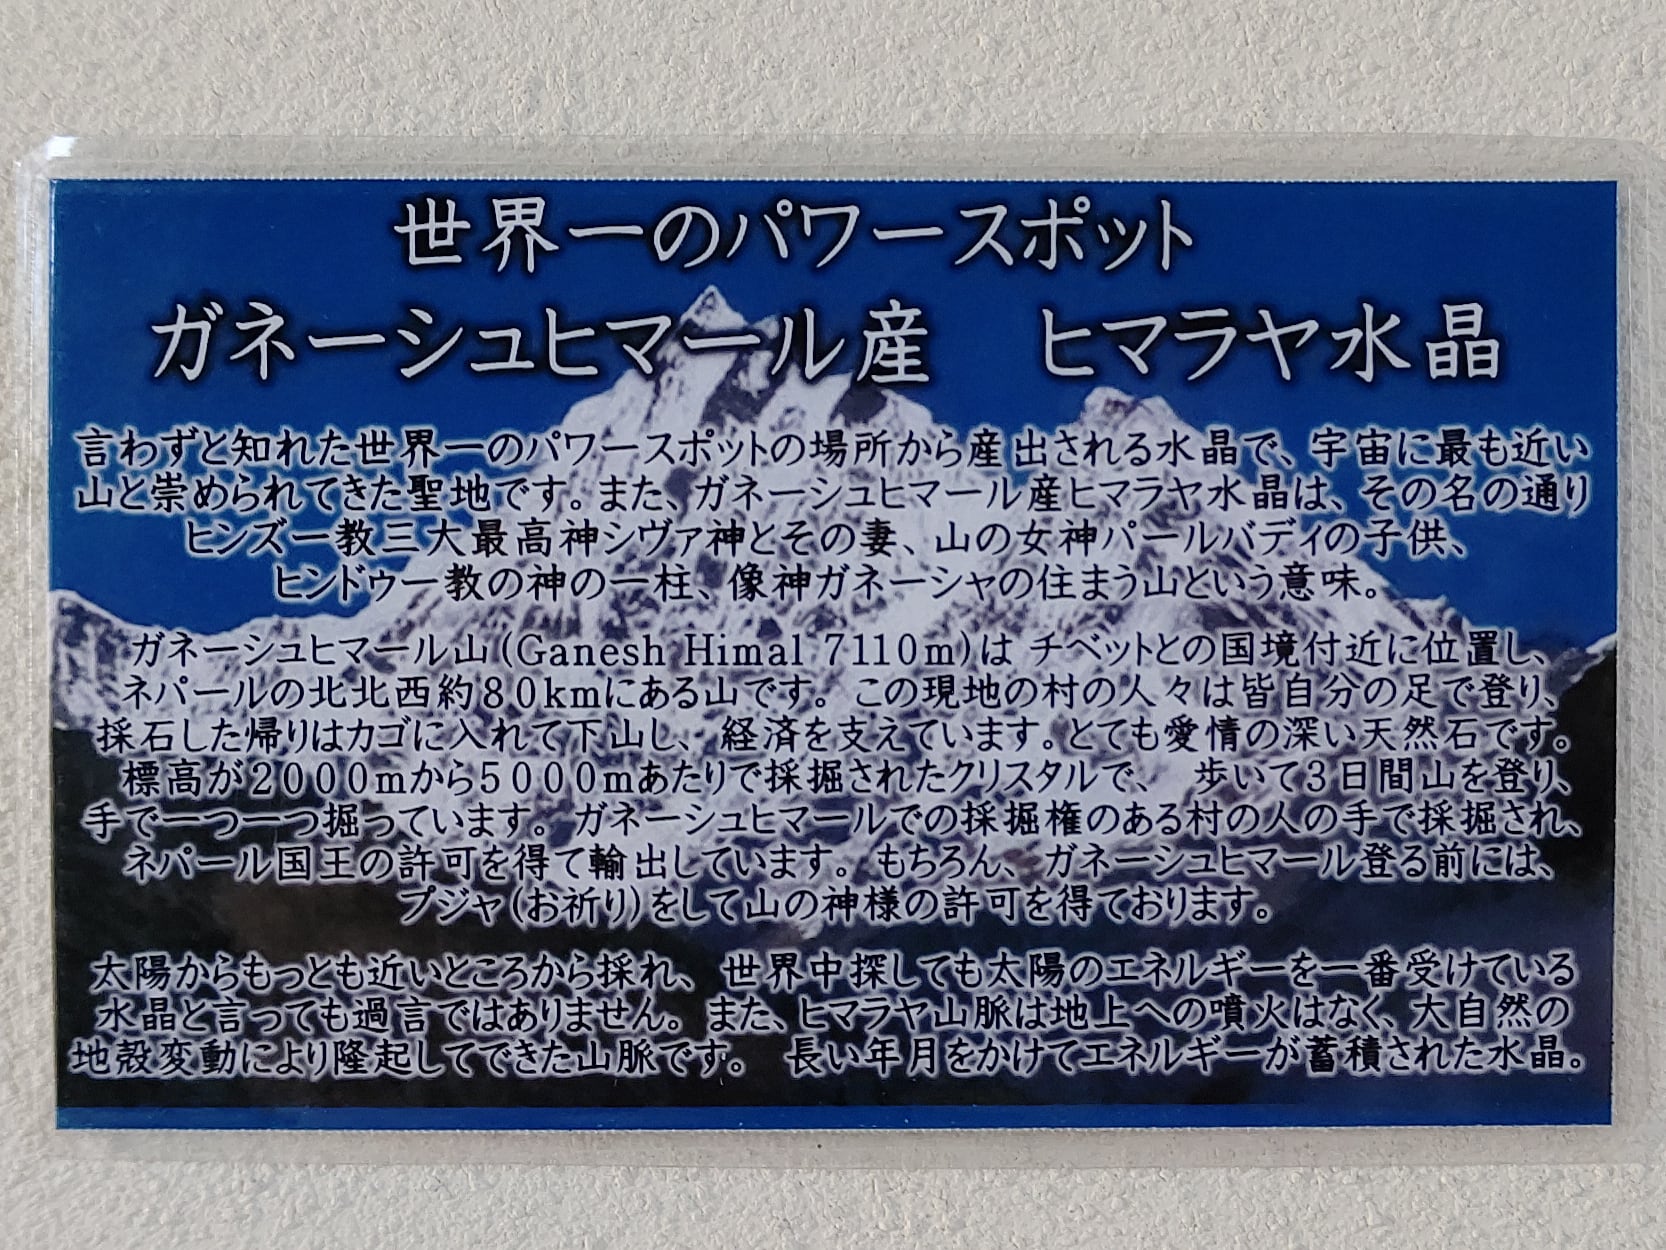 世界一のパワースポット
ガネーシュヒマール産　ヒマラヤ水晶
言わずと知れた世界一のパワースポットの場所から産出される水晶で、宇宙に最も近い
山と崇められてきた聖地です。また、ガネーシュヒマール産ヒマラヤ水晶は、その名の通り
ヒンズー教三大最高神シヴァ神とその妻、山の女神パールバディの子供、
ヒンドゥー教の神の一柱、像神ガネーシャの住まう山という意味。
ガネーシュヒマール山(Ganesh Himal 7110m)は チベットとの国境付近に位置し、
ネパールの北北西約80kmにある山です。この現地の村の人々は皆自分の足で登り、
採石した帰りはカゴに入れて下山し、経済を支えています。とても愛情の深い天然石です。
標高が2000mから5000mあたりで採掘されたクリスタルで、　歩いて3日間山を登り、
手で一つ一つ掘っています。ガネーシュヒマールでの採掘権のある村の人の手で採掘され、
ネパール国王の許可を得て輸出しています。もちろん、ガネーシュヒマール登る前には、
プジャ(お祈り)をして山の神様の許可を得ております。
太陽からもっとも近いところから採れ、世界中探しても太陽のエネルギーを一番受けている
水晶と言っても過言ではありません。また、ヒマラヤ山脈は地上への噴火はなく、大自然の
地殻変動により隆起してできた山脈です。　長い年月をかけてエネルギーが蓄積された水晶。